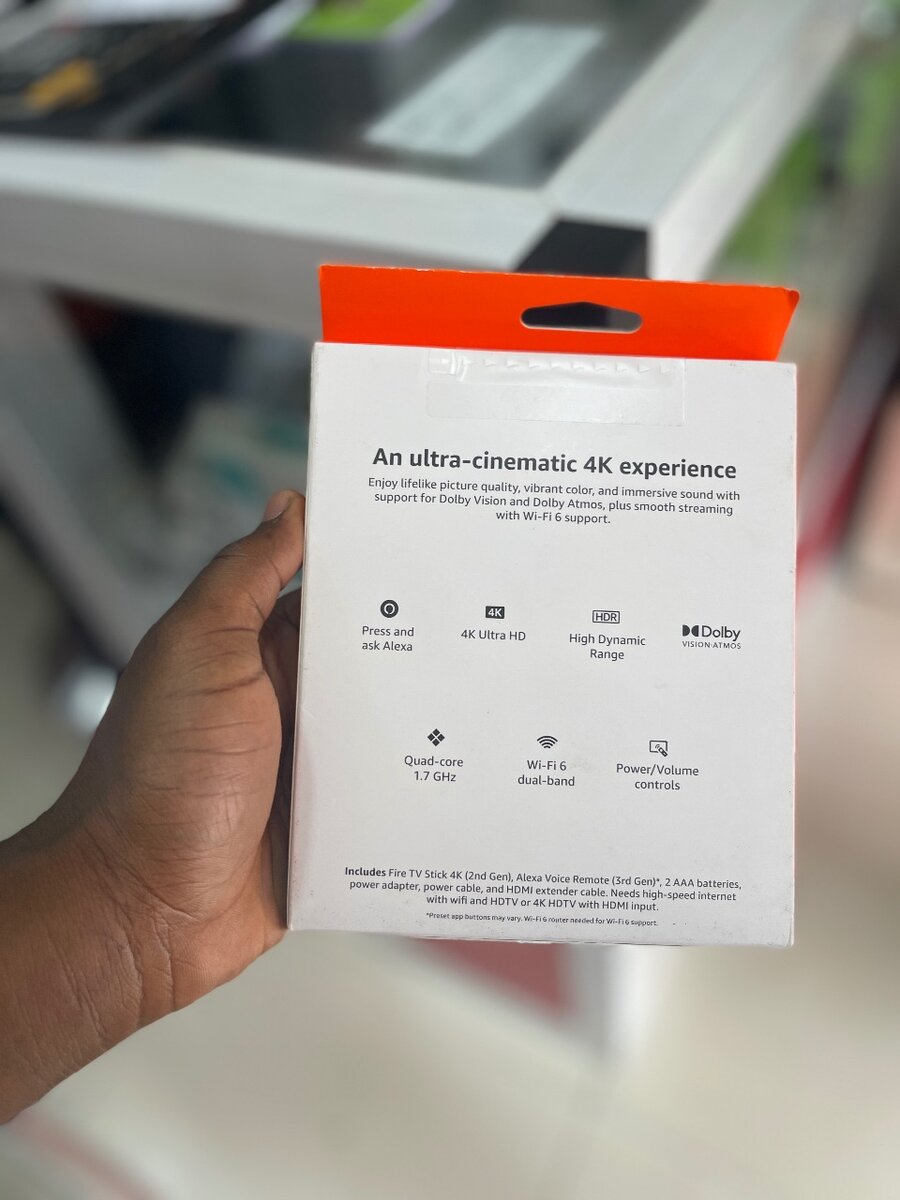 An ultra-cinematic 4K experience
Enjoy lifelike picture quality, vibrant color, and immersive sound with
support for Dolby Vision and Dolby Atmos, plus smooth streaming
with Wi-Fi 6 support.
Press and
ask Alexa
4K
4K Ultra HD
HDR
High Dynamic
Range
Dolby
VISION·ATMOS
Quad-core
1.7 GHz
Wi-Fi 6
dual-band
Power/Volume
controls
Includes Fire TV Stick 4K (2nd Gen), Alexa Voice Remote (3rd Gen)*, 2 AAA batteries,
power adapter, power cable, and HDMI extender cable. Needs high-speed internet
with wifi and HDTV or 4K HDTV with HDMI input.
*Preset app buttons may vary. Wi-Fi 6 router needed for Wi-Fi 6 support.